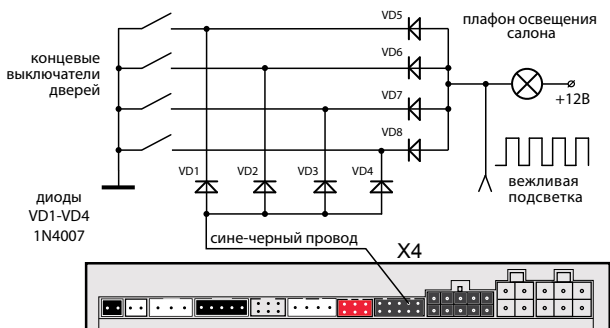 VD5
плафон освещения
салона
концевые
выключатели
дверей
VD6
+12В
VD7
VD8
VD1 VD2 VD3 VD4
вежливая
подсветка
диоды
VD1-VD4
1N4007
сине-черный провод
X4